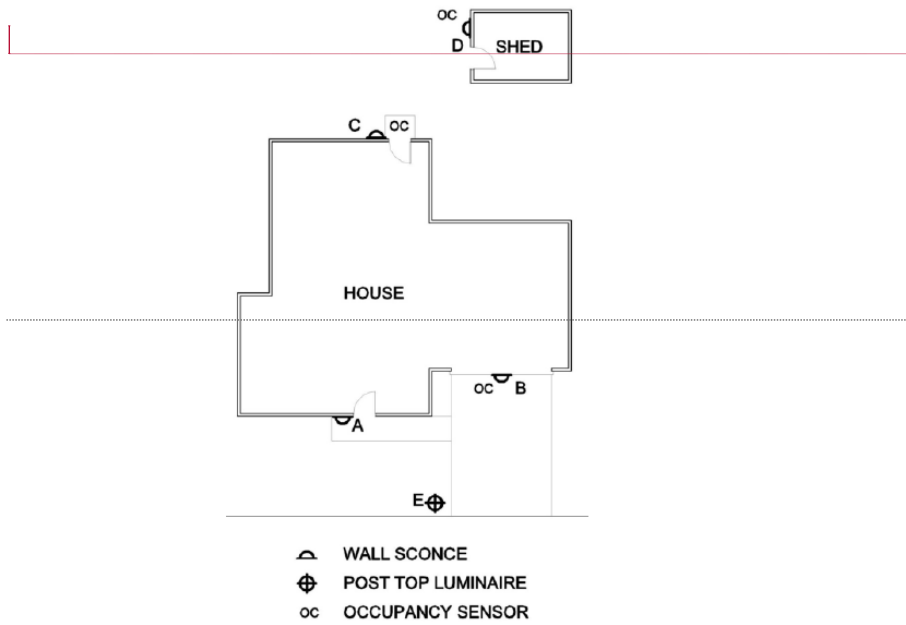 OC
D
SHED
C
OC
HOUSE
OC
B
A
E
WALL SCONCE
POST TOP LUMINAIRE
OC OCCUPANCY SENSOR